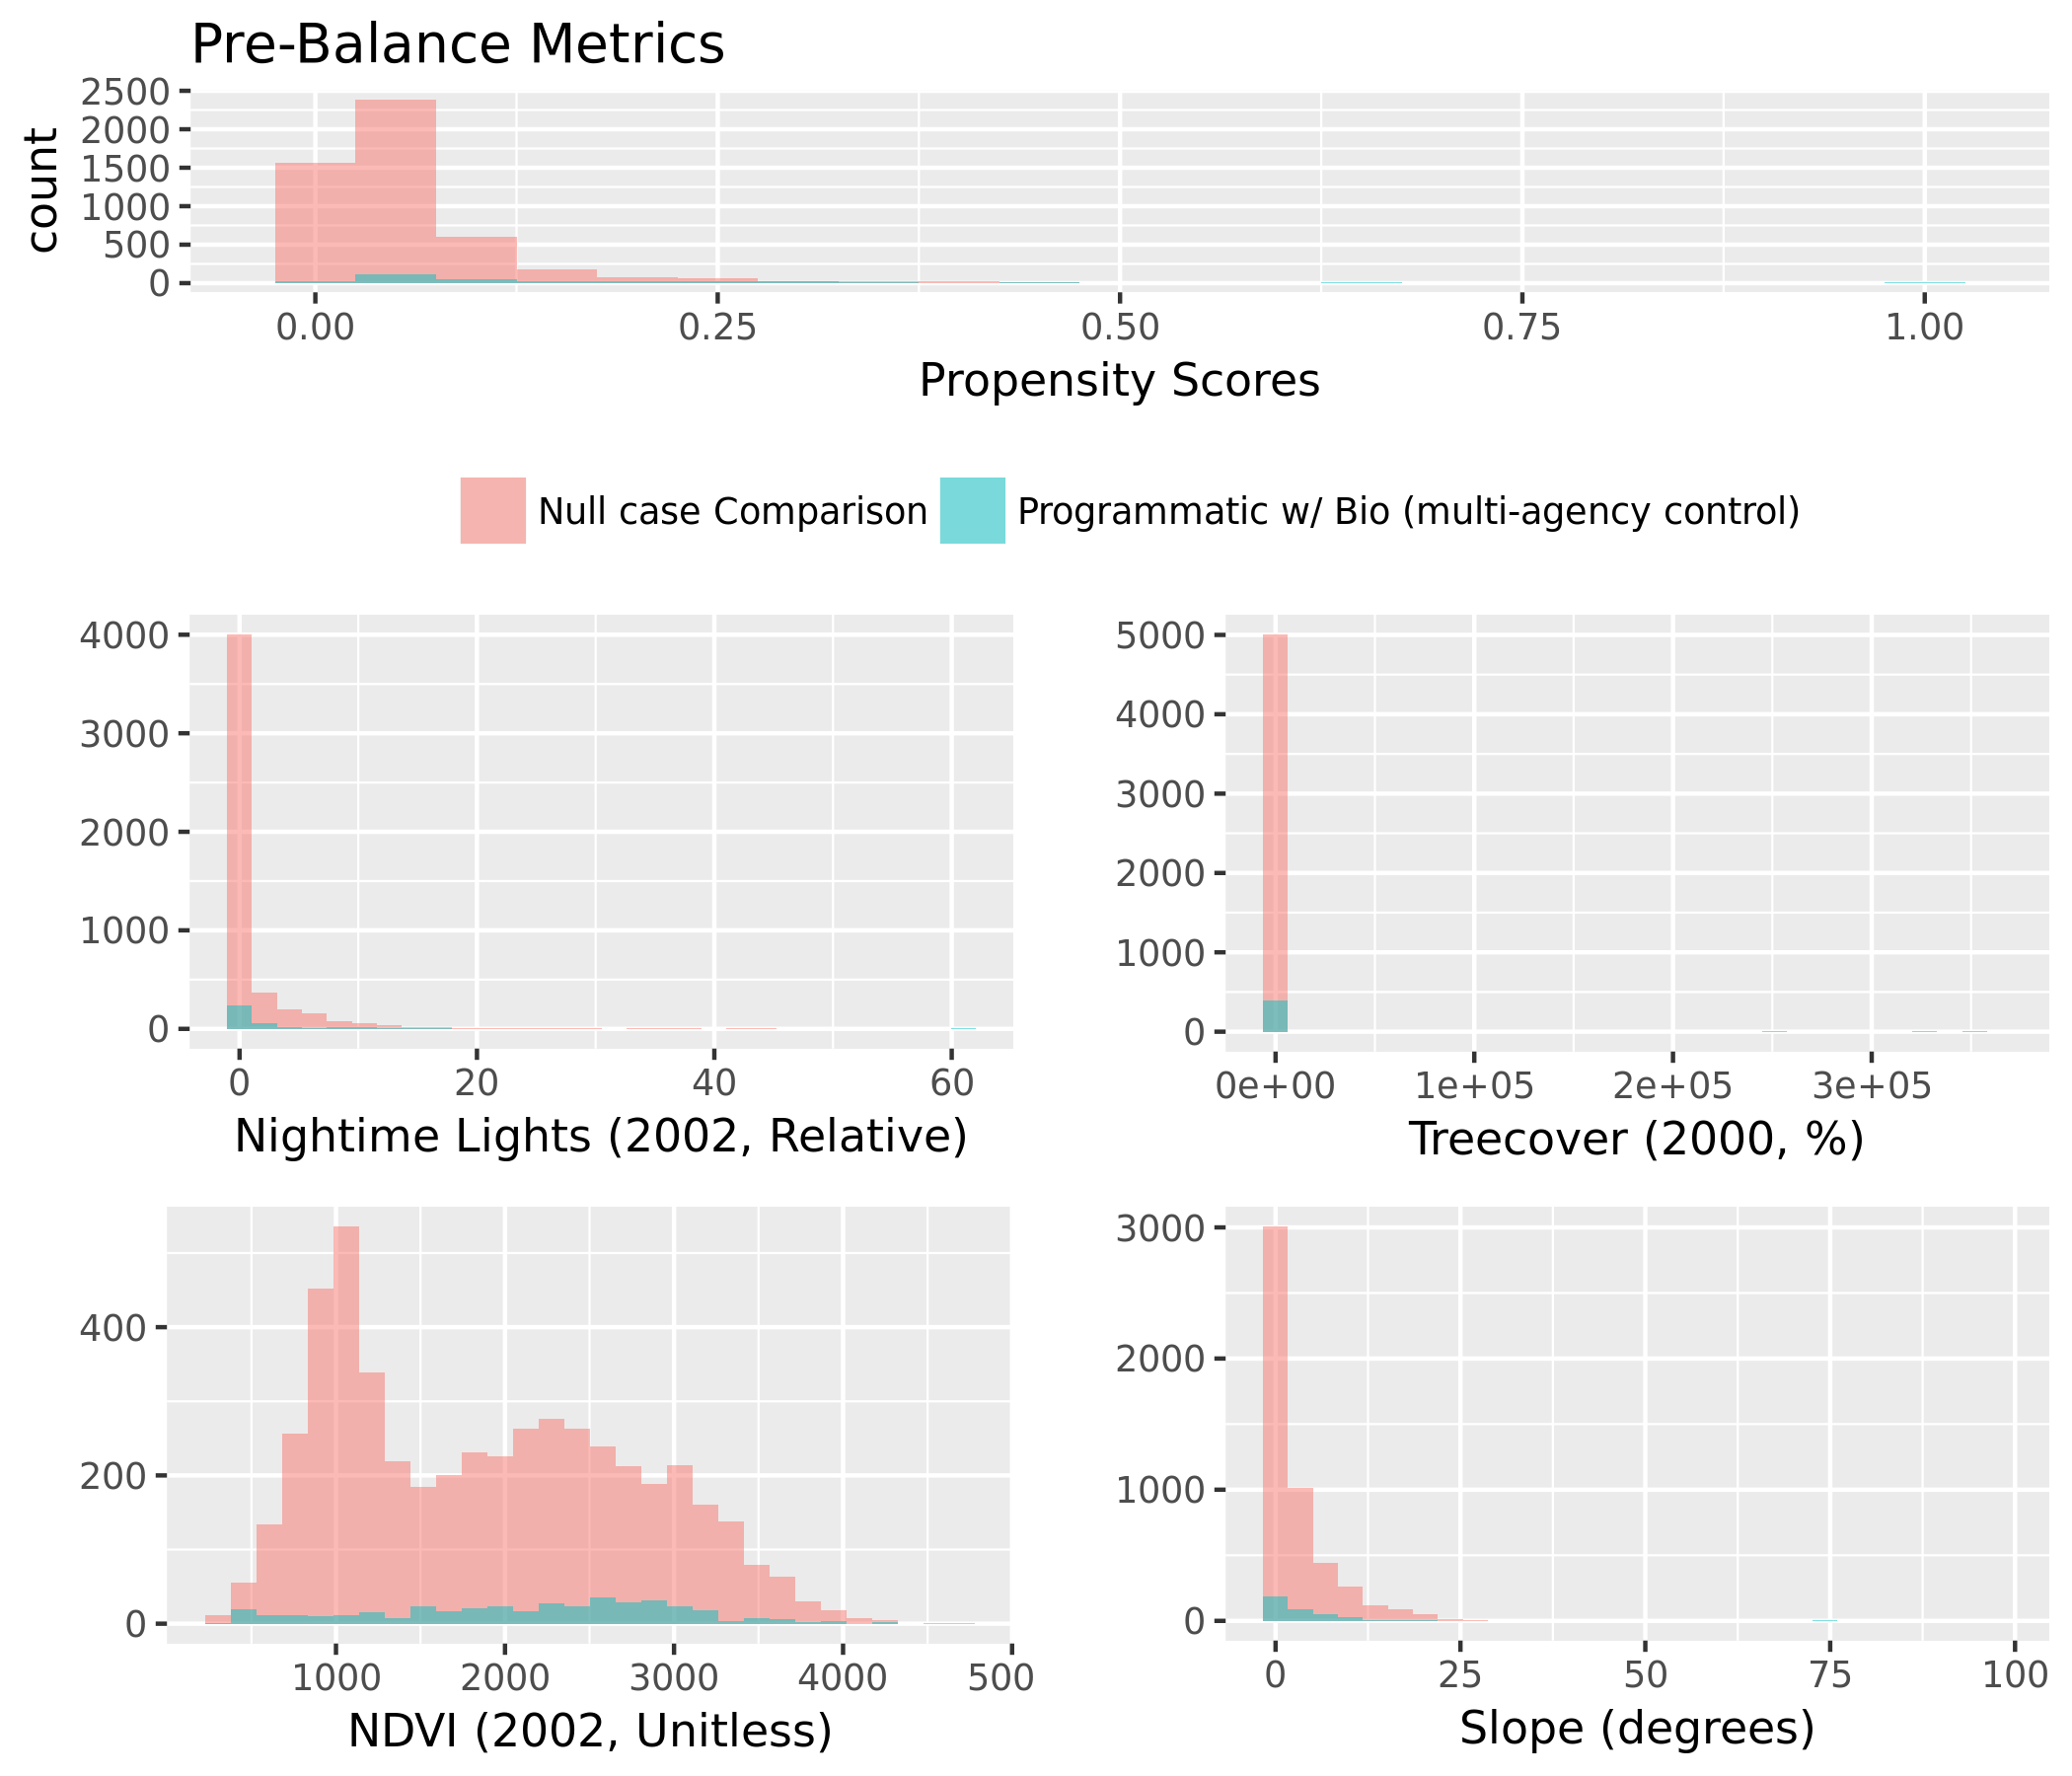 Pre-Balance Metrics
count
2500
2000
1500
1000
500
0
0.00 0.25 0.50 0.75 1.00
Propensity Scores
Null case Comparison Programmatic w/ Bio (multi-agency control)
4000
3000
2000
1000
0
0 20 40 60
Nightime Lights (2002, Relative)
5000
4000
3000
2000
1000
0
0e+00 1e+05 2e+05 3e+05
Treecover (2000, %)
400
200
0
1000 2000 3000 4000 500
NDVI (2002, Unitless)
3000
2000
1000
0
0 25 50 75 100
Slope (degrees)